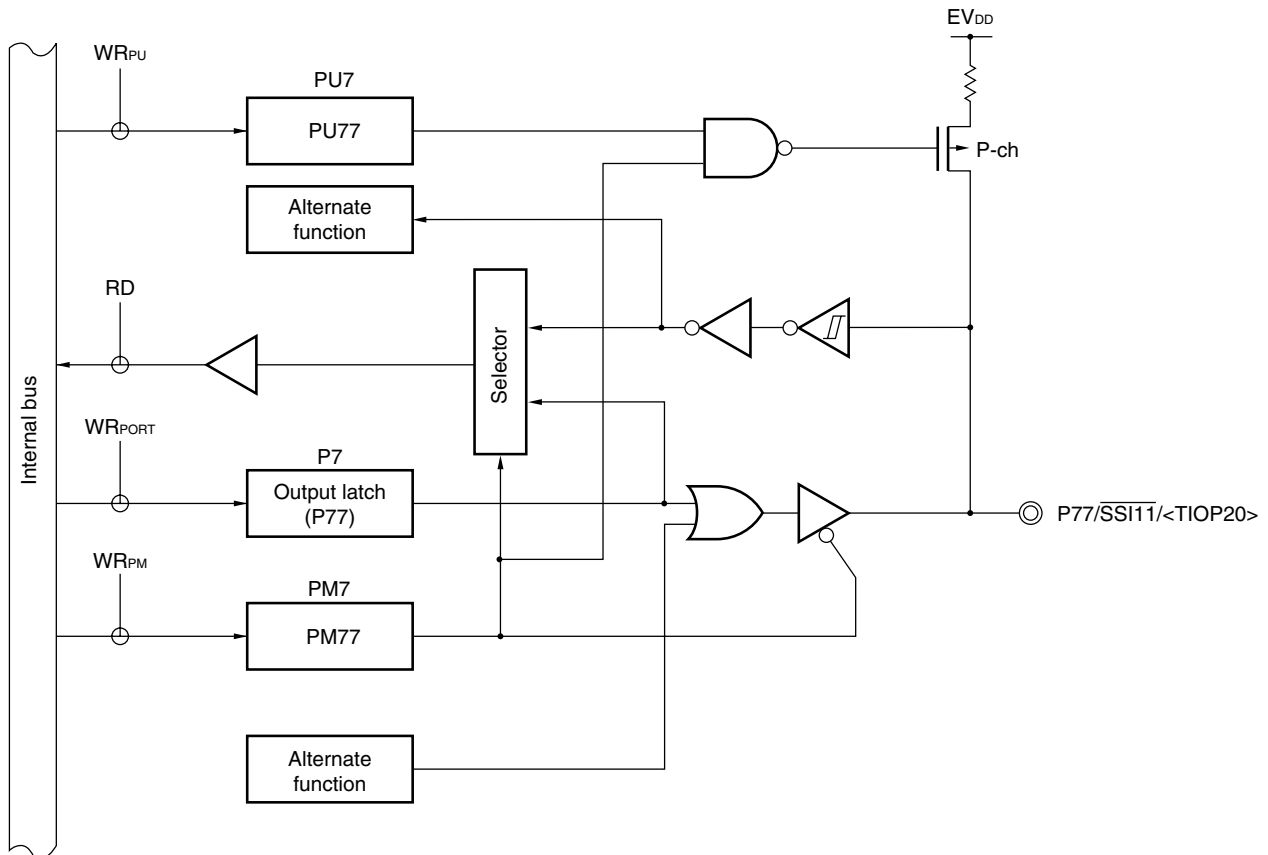 EVDD
WRPU
PU7
PU77
P-ch
Alternate
function
RD
Selector
Internal bus
WRPORT
P7
Output latch
(P77)
P77/SSI11/<TIOP20>
WRPM
PM7
PM77
Alternate
function